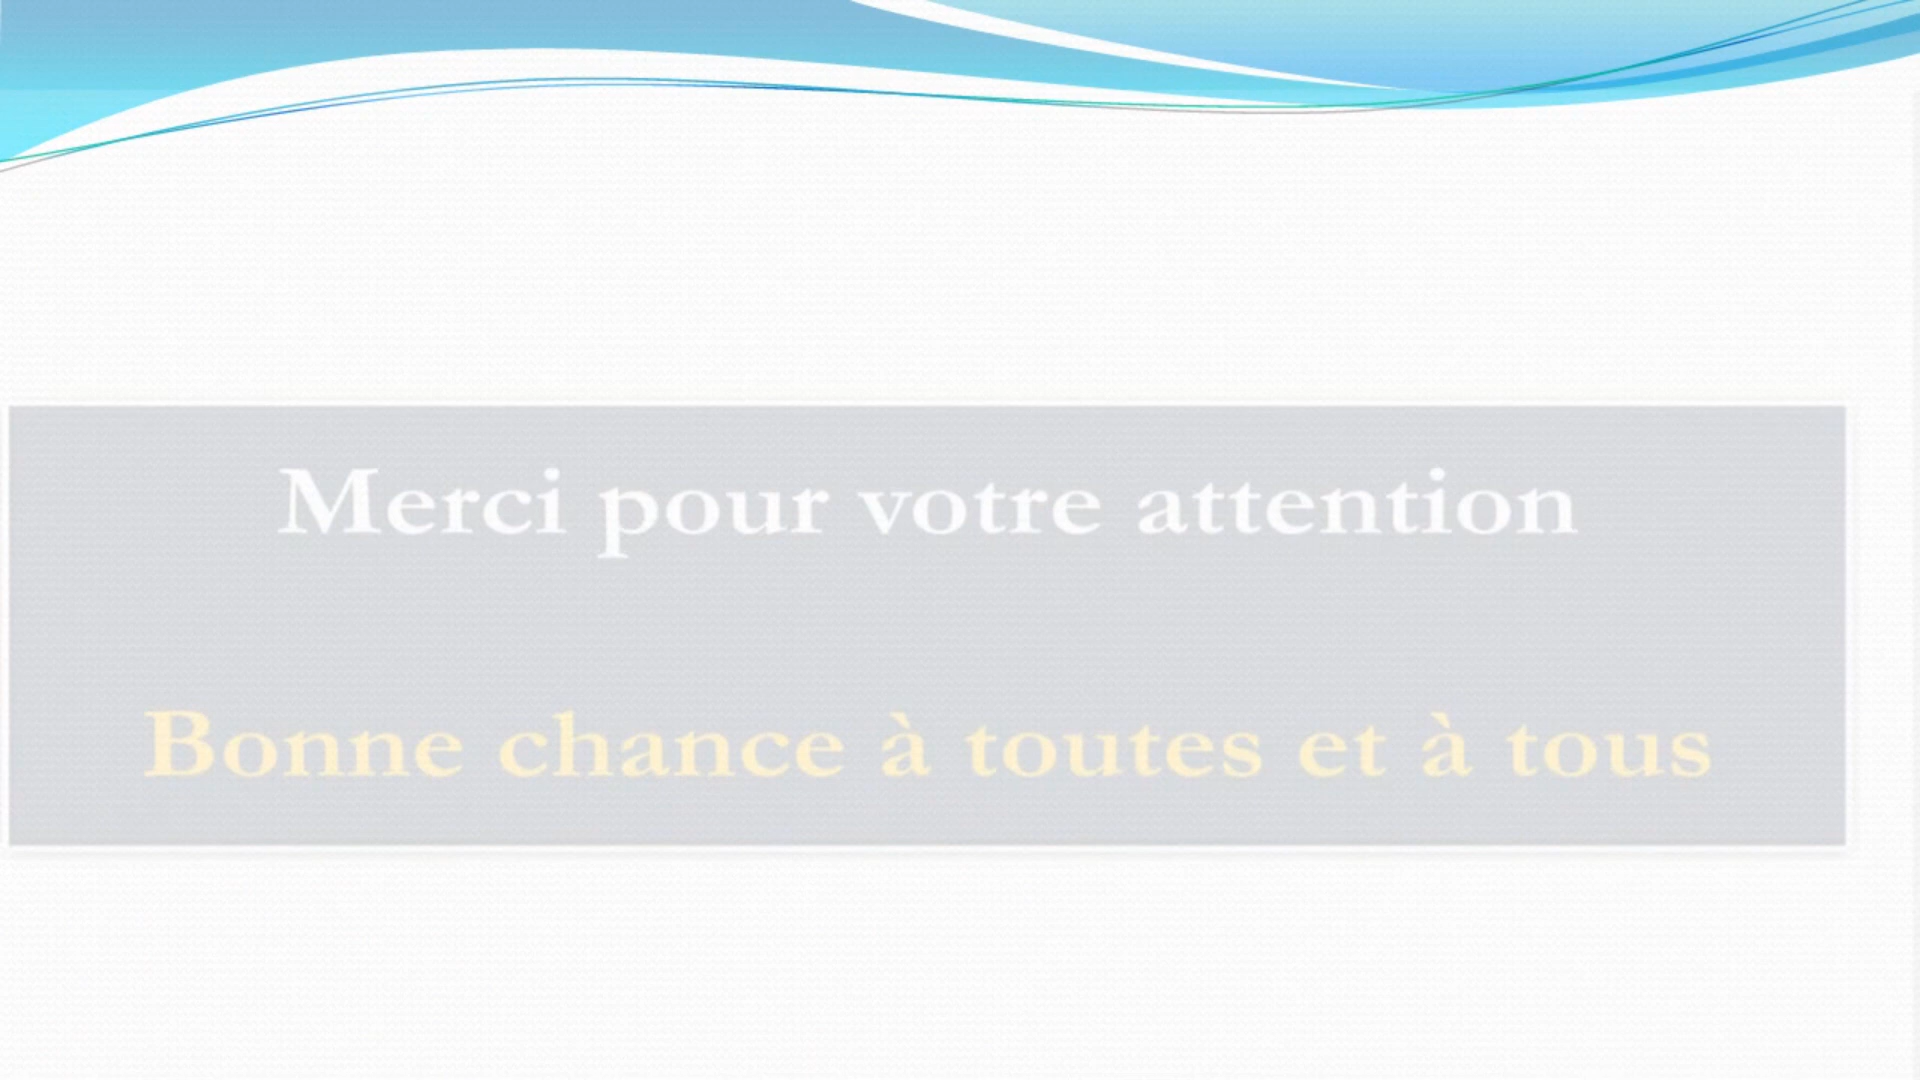 Merci pour votre attention
Bonne chance à toutes et à tous